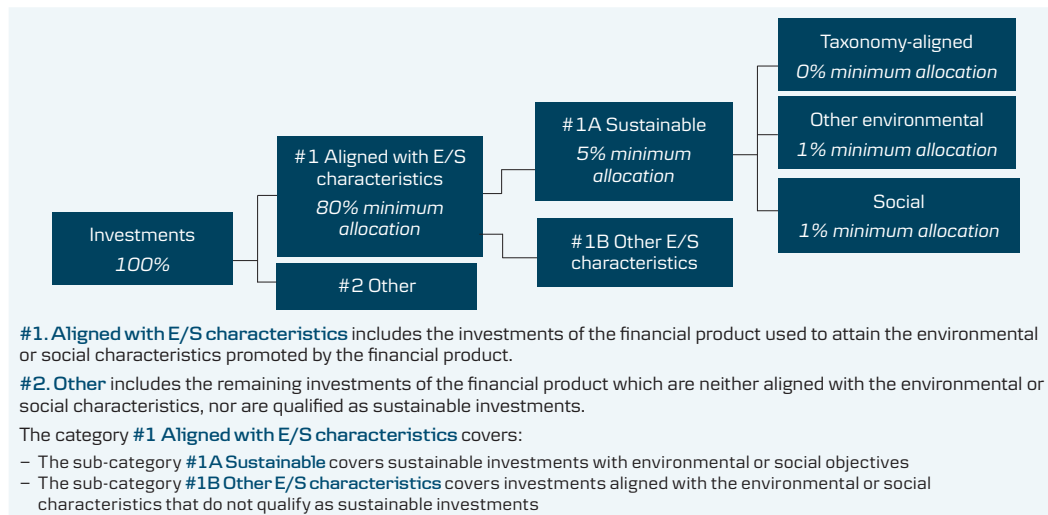 Taxonomy-aligned
0% minimum allocation
Other environmental
1% minimum allocation
Social
1% minimum allocation
#1A Sustainable
5% minimum
allocation
#1B Other E/S
characteristics
#1 Aligned with E/S
characteristics
80% minimum
allocation
#2 Other
Investments
100%
#1. Aligned with E/S characteristics includes the investments of the financial product used to attain the environmental
or social characteristics promoted by the financial product.
#2. Other includes the remaining investments of the financial product which are neither aligned with the environmental or
social characteristics, nor are qualified as sustainable investments.
The category #1 Aligned with E/S characteristics covers:
– The sub-category #1A Sustainable covers sustainable investments with environmental or social objectives
– The sub-category #1B Other E/S characteristics covers investments aligned with the environmental or social
characteristics that do not qualify as sustainable investments